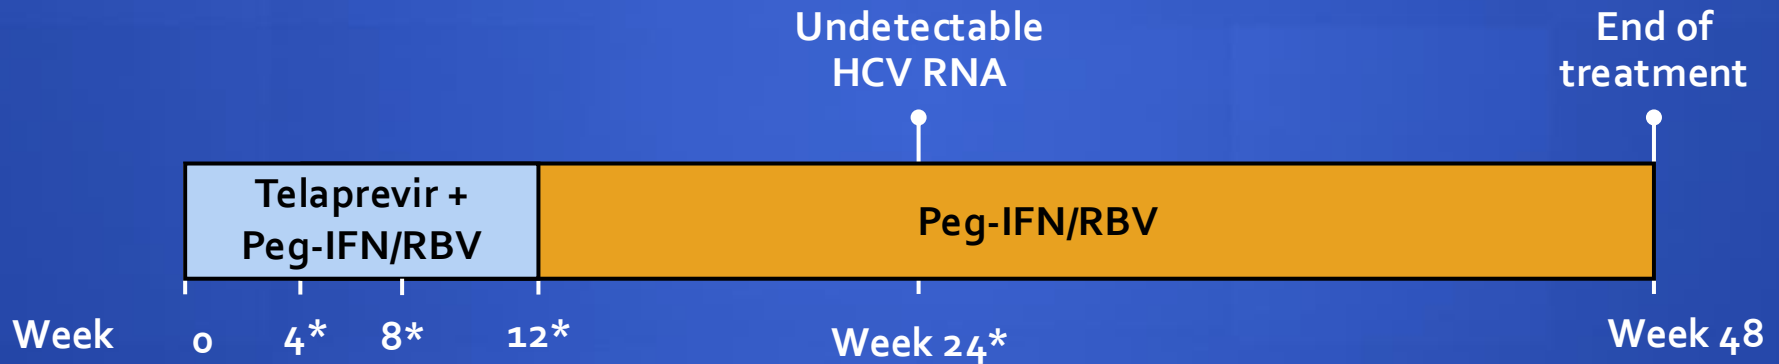 Undetectable
HCV RNA
End of
treatment
Telaprevir +
Peg-IFN/RBV
Peg-IFN/RBV
Week 0 4* 8* 12* Week 24* Week 48